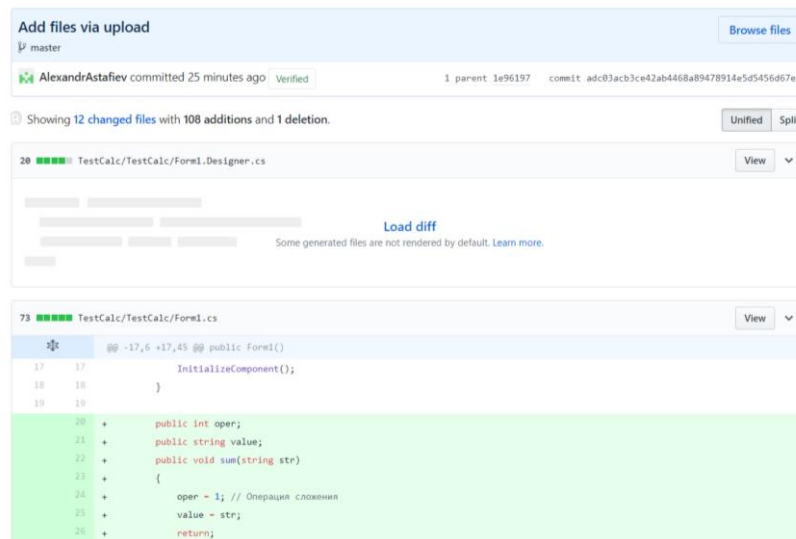 Add files via upload
Browse files
master
AlexandrAstafiev committed 25 minutes ago Verified
1 parent 1e96197 commit adc03acb3ce42ab4468a89478914e5d5456d67e
Showing 12 changed files with 108 additions and 1 deletion.
Unified Spli
20 TestCalc/TestCalc/Form1.Designer.cs View
Load diff
Some generated files are not rendered by default. Learn more.
73 TestCalc/TestCalc/Form1.cs View
@@ -17,6 +17,45 @@ public Form1()
17 17 InitializeComponent();
18 18 }
19 19
20 + public int oper;
21 + public string value;
22 + public void sum(string str)
23 + {
24 + oper = 1; // Операция сложения
25 + value = str;
26 + return;